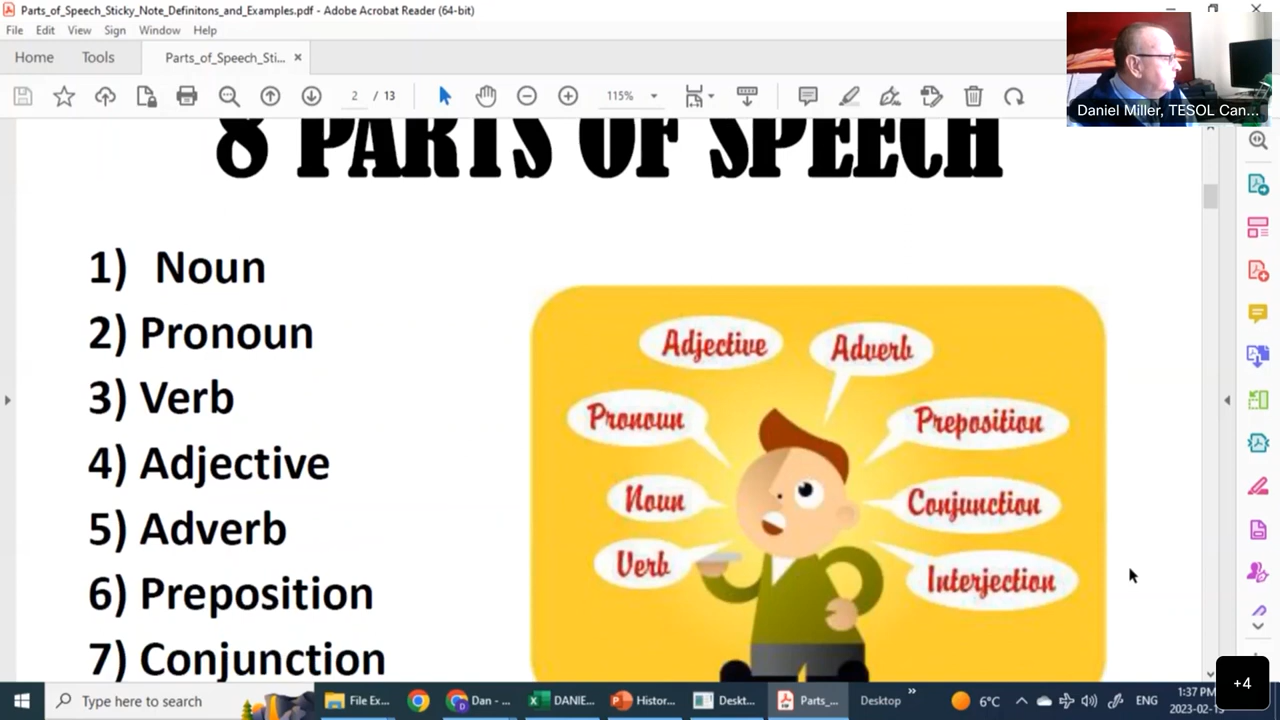 Parts_of_Speech_Sticky_Note_Definitons_and_Examples.pdf - Adobe Acrobat Reader (64-bit)
File Edit View Sign Window Help
Home Tools Parts_of_Speech_Sti... ×
2 / 13 115%
Daniel Miller, TESOL Can...
8 PARTS OF SPEECH
1) Noun
2) Pronoun
3) Verb
4) Adjective
5) Adverb
6) Preposition
7) Conjunction
Adjective
Adverb
Pronoun
Preposition
Noun
Conjunction
Verb
Interjection
Type here to search
File Ex...
Dan - ...
DANIE...
Histor...
Deskt...
Parts_...
Desktop
6°C
ENG
1:37 PM
+4